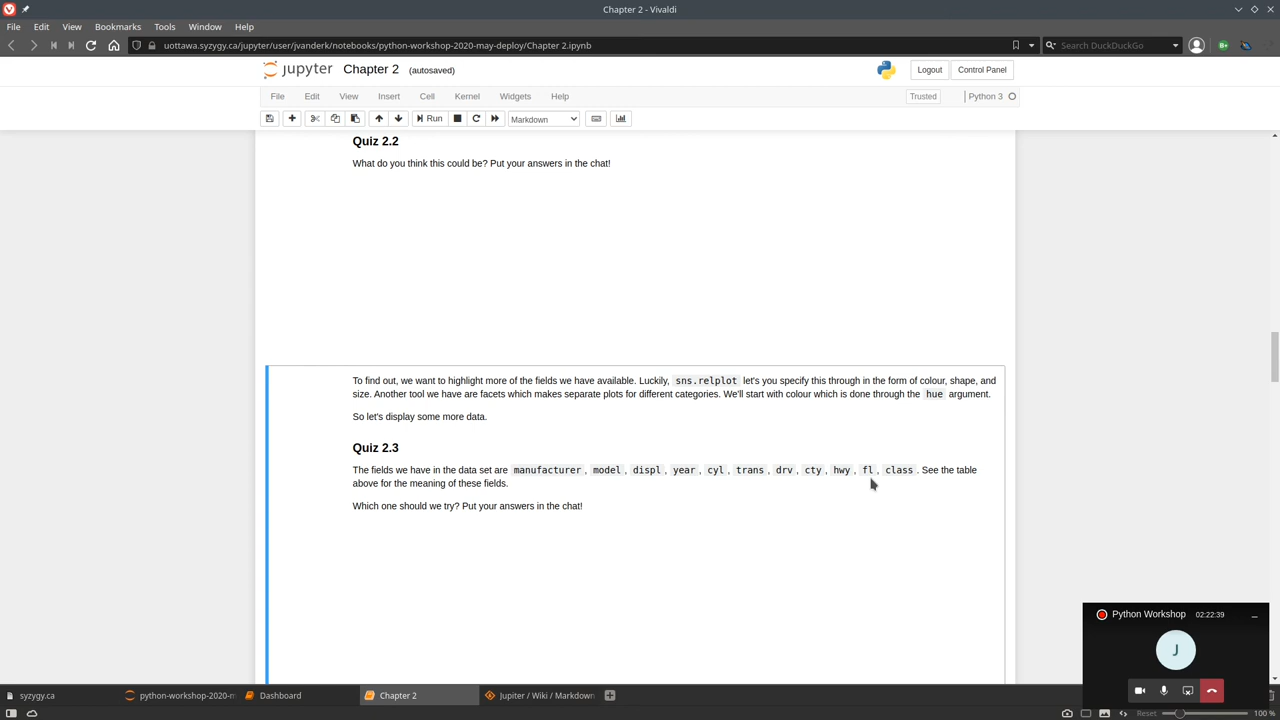 Chapter 2 - Vivaldi
File Edit View Bookmarks Tools Window Help
uottawa.syzygy.ca/jupyter/user/jvanderk/notebooks/python-workshop-2020-may-deploy/Chapter 2.ipynb
Search DuckDuckGo
jupyter Chapter 2 (autosaved)
Logout Control Panel
File Edit View Insert Cell Kernel Widgets Help
Trusted Python 3
Run Markdown
Quiz 2.2
What do you think this could be? Put your answers in the chat!
To find out, we want to highlight more of the fields we have available. Luckily, sns.relplot let's you specify this through in the form of colour, shape, and
size. Another tool we have are facets which makes separate plots for different categories. We'll start with colour which is done through the hue argument.
So let's display some more data.
Quiz 2.3
The fields we have in the data set are manufacturer, model, displ, year, cyl, trans, drv, cty, hwy, fl, class. See the table
above for the meaning of these fields.
Which one should we try? Put your answers in the chat!
Python Workshop 02:22:39
J
syzygy.ca python-workshop-2020-m Dashboard Chapter 2 Jupiter / Wiki / Markdown
Reset 100 %